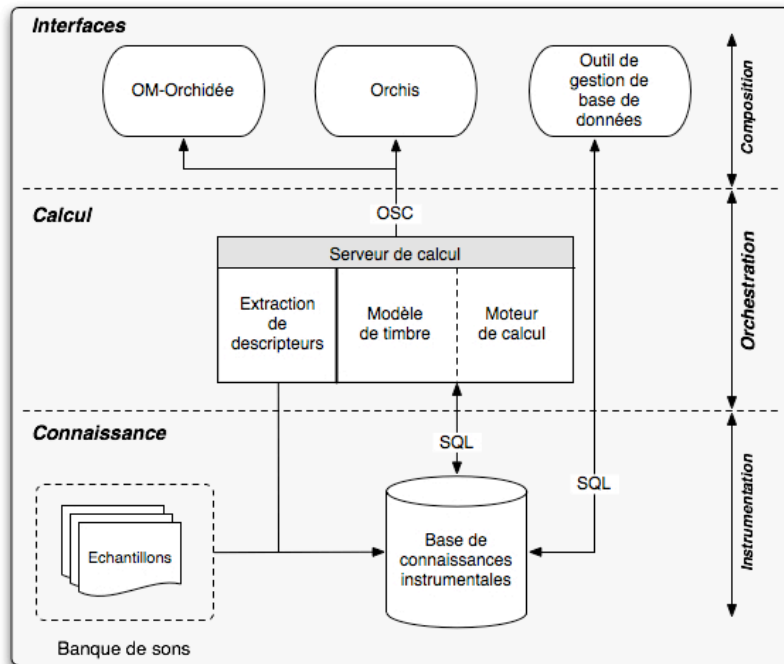 Interfaces
OM-Orchidée
Orchis
Outil de
gestion de
base de
données
Composition
Calcul
OSC
Serveur de calcul
Extraction
de
descripteurs
Modèle
de timbre
Moteur
de calcul
Orchestration
Connaissance
SQL
SQL
Echantillons
Base de
connaissances
instrumentales
Instrumentation
Banque de sons